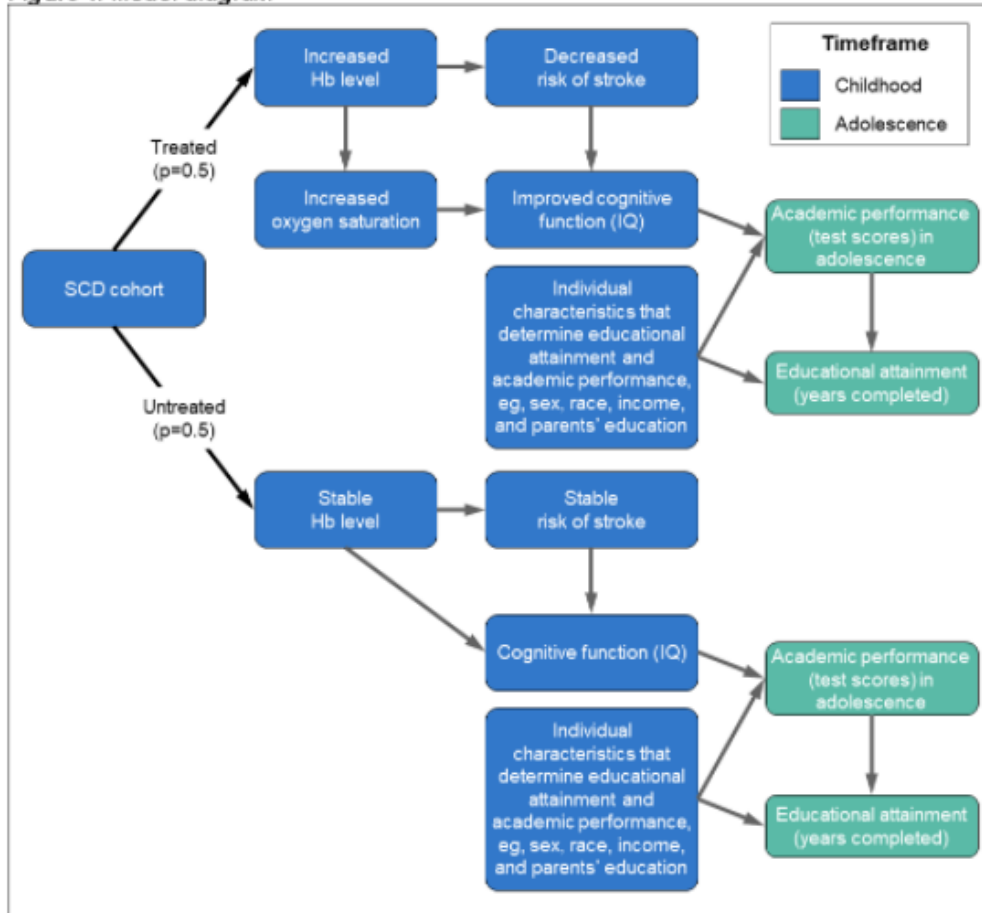 Figure 1. Model diagram
Timeframe
Childhood
Adolescence
Increased
Hb level
Decreased
risk of stroke
Treated
(p=0.5)
Increased
oxygen saturation
Improved cognitive
function (IQ)
Academic performance
(test scores) in
adolescence
SCD cohort
Individual
characteristics that
determine educational
attainment and
academic performance,
eg, sex, race, income,
and parents' education
Educational attainment
(years completed)
Untreated
(p=0.5)
Stable
Hb level
Stable
risk of stroke
Cognitive function (IQ)
Academic performance
(test scores) in
adolescence
Individual
characteristics that
determine educational
attainment and
academic performance,
eg, sex, race, income,
and parents' education
Educational attainment
(years completed)